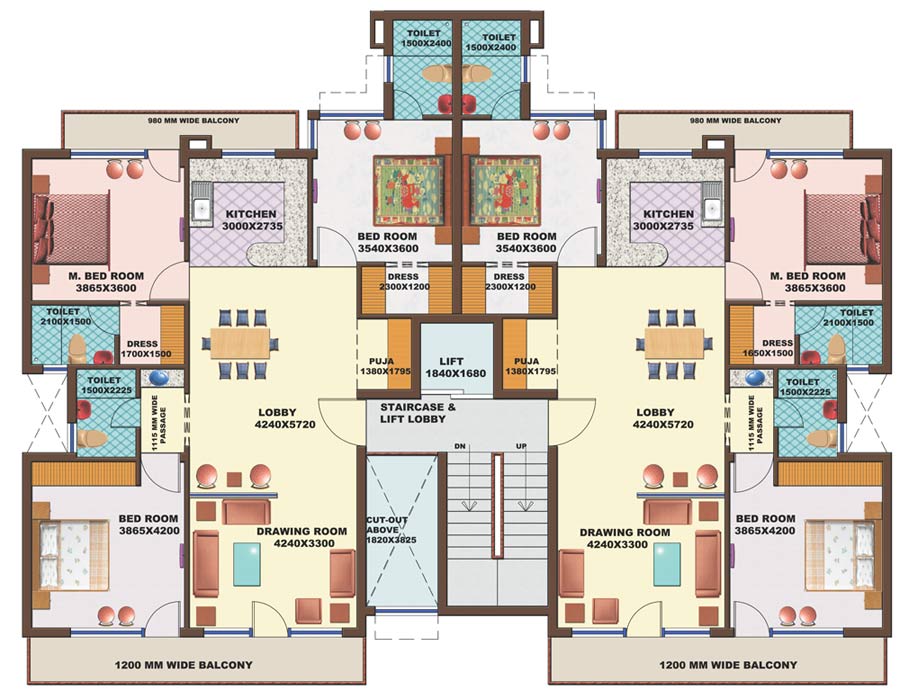 TOILET
1500X2400
TOILET
1500X2400
980 MM WIDE BALCONY
980 MM WIDE BALCONY
KITCHEN
3000X2735
BED ROOM
3540X3600
BED ROOM
3540X3600
KITCHEN
3000X2735
M. BED ROOM
3865X3600
DRESS
2300X1200
DRESS
2300X1200
M. BED ROOM
3865X3600
TOILET
2100X1500
DRESS
1700X1500
PUJA
1380X1795
LIFT
1840X1680
PUJA
1380X1795
DRESS
1650X1500
TOILET
2100X1500
TOILET
1500X2225
1115 MM WIDE
PASSAGE
LOBBY
4240X5720
STAIRCASE &
LIFT LOBBY
LOBBY
4240X5720
1115 MM WIDE
PASSAGE
TOILET
1500X2225
DN
UP
BED ROOM
3865X4200
DRAWING ROOM
4240X3300
CUT-OUT
ABOVE
1820X3825
DRAWING ROOM
4240X3300
BED ROOM
3865X4200
1200 MM WIDE BALCONY
1200 MM WIDE BALCONY